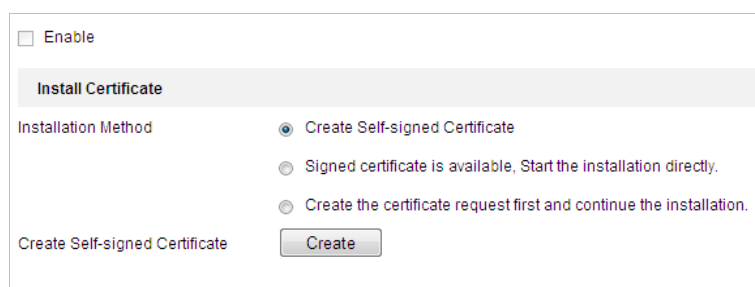 Enable
Install Certificate
Installation Method
Create Self-signed Certificate
Signed certificate is available, Start the installation directly.
Create the certificate request first and continue the installation.
Create Self-signed Certificate
Create